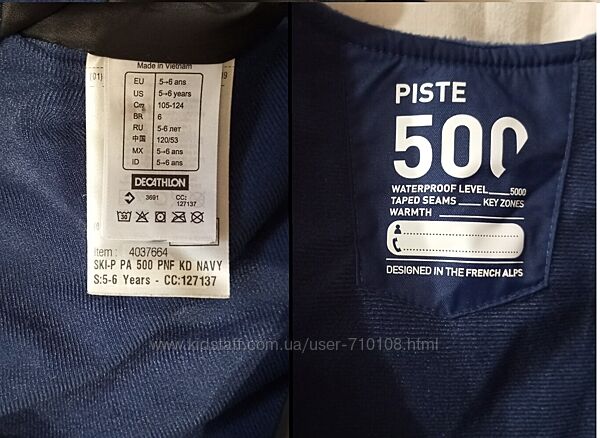 Made in Vietnam
EU 5→6 ans
US 5→6 years
Cm 105-124
BR 6
RU 5-6 лет
中国 120/53
MX 5→6 ans
ID 5→6 ans
DECATHLON
3691 CC:
127137
30
Item: 4037664
SKI-P PA 500 PNF KD NAVY
S:5-6 Years - CC:127137
PISTE
500
WATERPROOF LEVEL 5000
TAPED SEAMS KEY ZONES
WARMTH
DESIGNED IN THE FRENCH ALPS
www.kidstaff.com.ua/user-710108.html